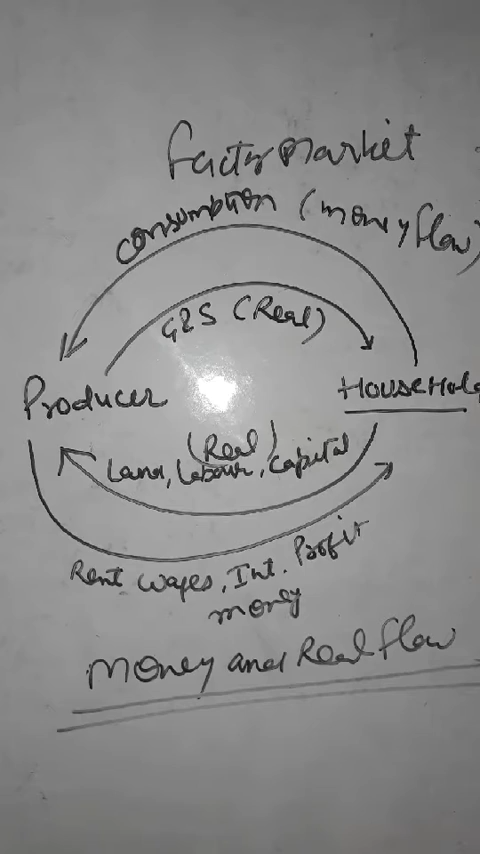 Factor Market
Consumption (money flow)
G&S (Real)
Producer
Household
(Real)
Land, Labour, Capital
Rent Wages, Int. Profit
money
Money and Real flow